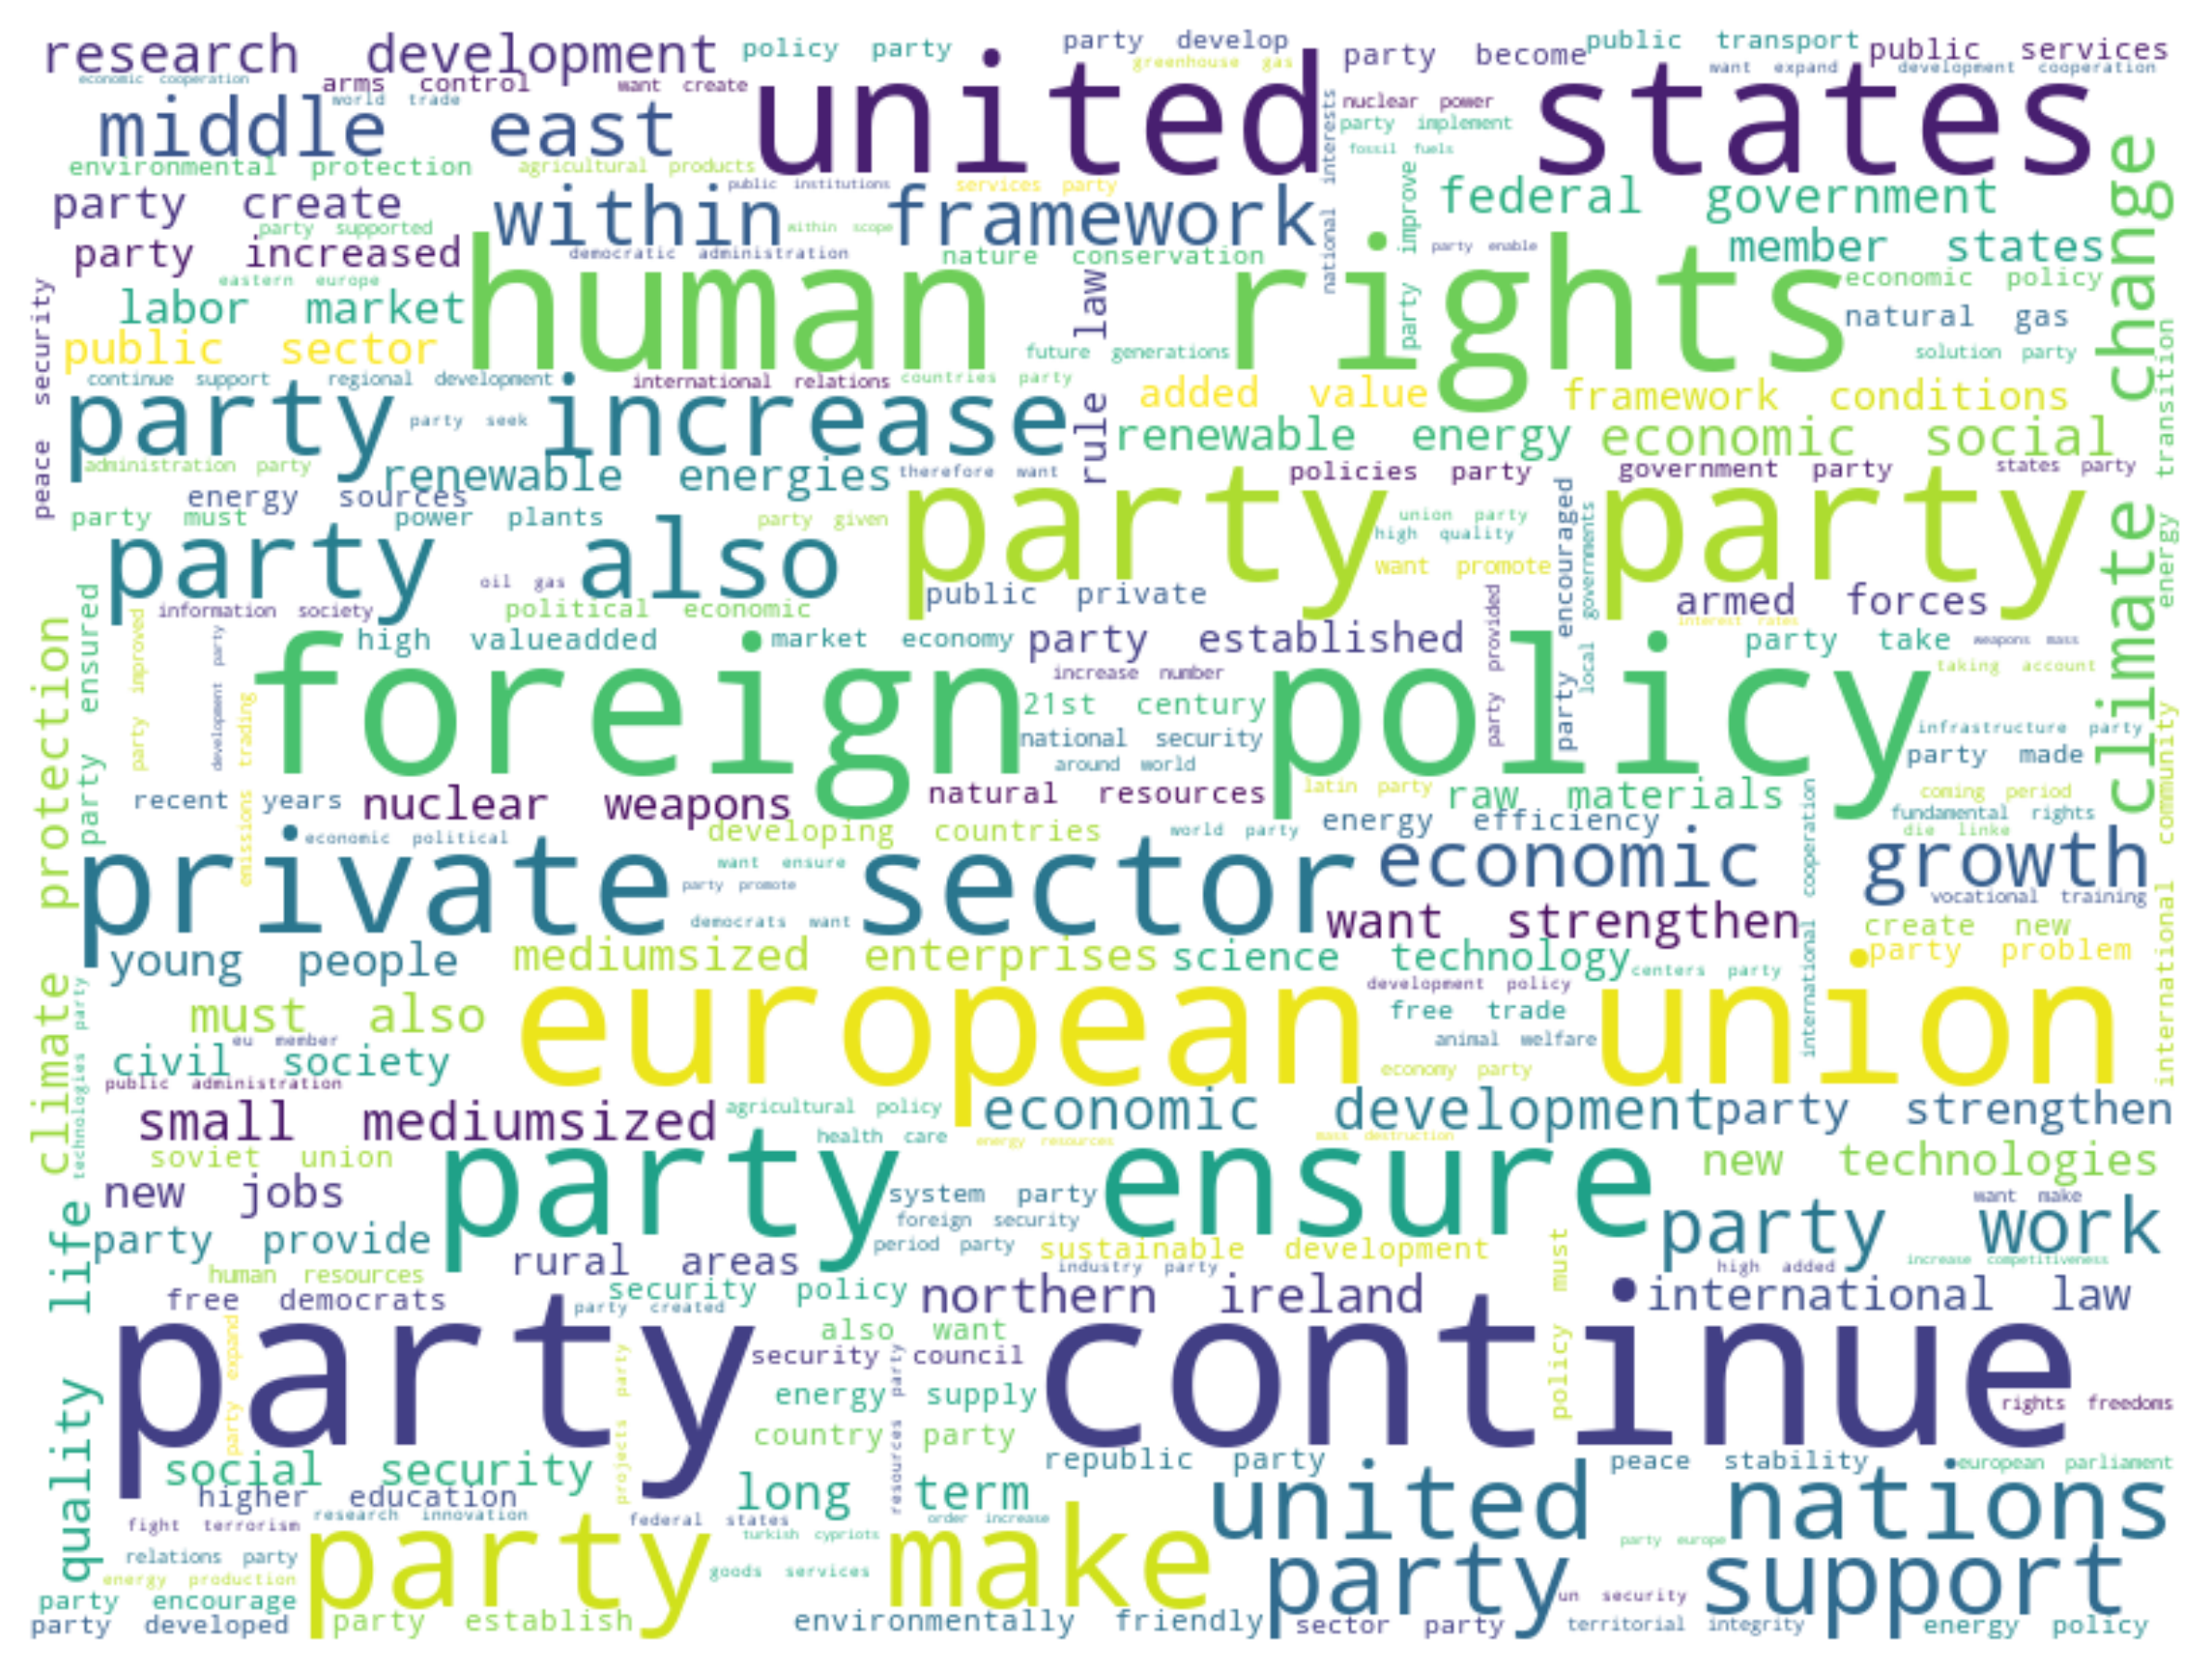 research development
policy party
party develop
public transport
public services
economic cooperation
arms control
want create
greenhouse gas
party become
want expand
development cooperation
world trade
united states
middle east
nuclear power
party implement
fossil fuels
environmental protection
agricultural products
national interests
party improve
public institutions
services party
federal government
party create
within framework
party supported
within scope
member states
party increased
democratic administration
nature conservation
party enable
eastern europe
human rights
rule law
economic policy
climate change
labor market
natural gas
peace security
public sector
future generations
solution party
energy transition
continue support
regional development
international relations
countries party
party increase
party seek
added value
framework conditions
renewable energy
economic social
administration party
renewable energies
therefore want
policies party
government party
states party
energy sources
party party
party must
power plants
party given
union party
high quality
party encouraged
local governments
party also
oil gas
want promote
public private
armed forces
information society
political economic
interest rates
climate protection
party ensured
party improved
development party
high valueadded
market economy
party established
party provided
party take
weapons mass
increase number
taking account
foreign policy
emissions trading
21st century
national security
infrastructure party
around world
party made
international community
recent years
nuclear weapons
natural resources
latin party
raw materials
coming period
fundamental rights
economic political
developing countries
world party
energy efficiency
die linke
international cooperation
private sector
want ensure
economic growth
party promote
vocational training
democrats want
want strengthen
create new
young people
mediumsized enterprises
science technology
party problem
centers party
technologies party
european union
development policy
must also
free trade
eu member
animal welfare
civil society
economy party
public administration
small mediumsized
agricultural policy
economic development
party strengthen
health care
energy resources
mass destruction
soviet union
party ensure
new technologies
new jobs
system party
want make
foreign security
party work
quality life
party provide
period party
sustainable development
policy must
rural areas
industry party
high added
increase competitiveness
human resources
security policy
northern ireland
international law
free democrats
party created
party continue
party expand
also want
projects party
security council
resources party
energy supply
rights freedoms
country party
social security
republic party
peace stability
european parliament
higher education
long term
united nations
fight terrorism
research innovation
federal states
order increase
turkish cypriots
party make
party europe
relations party
party support
energy production
goods services
party encourage
un security
party developed
party establish
environmentally friendly
sector party
territorial integrity
energy policy